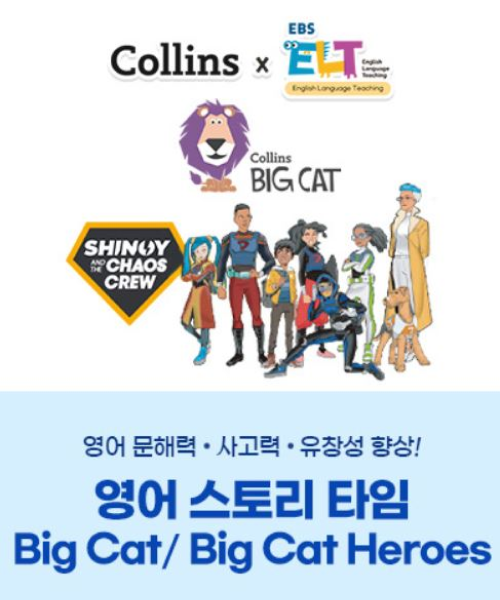 Collins x
EBS
ELT
English
Language
Teaching
English Language Teaching
Collins
BIG CAT
SHINOY
AND THE CHAOS
CREW
영어 문해력 • 사고력 • 유창성 향상!
영어 스토리 타임
Big Cat/ Big Cat Heroes